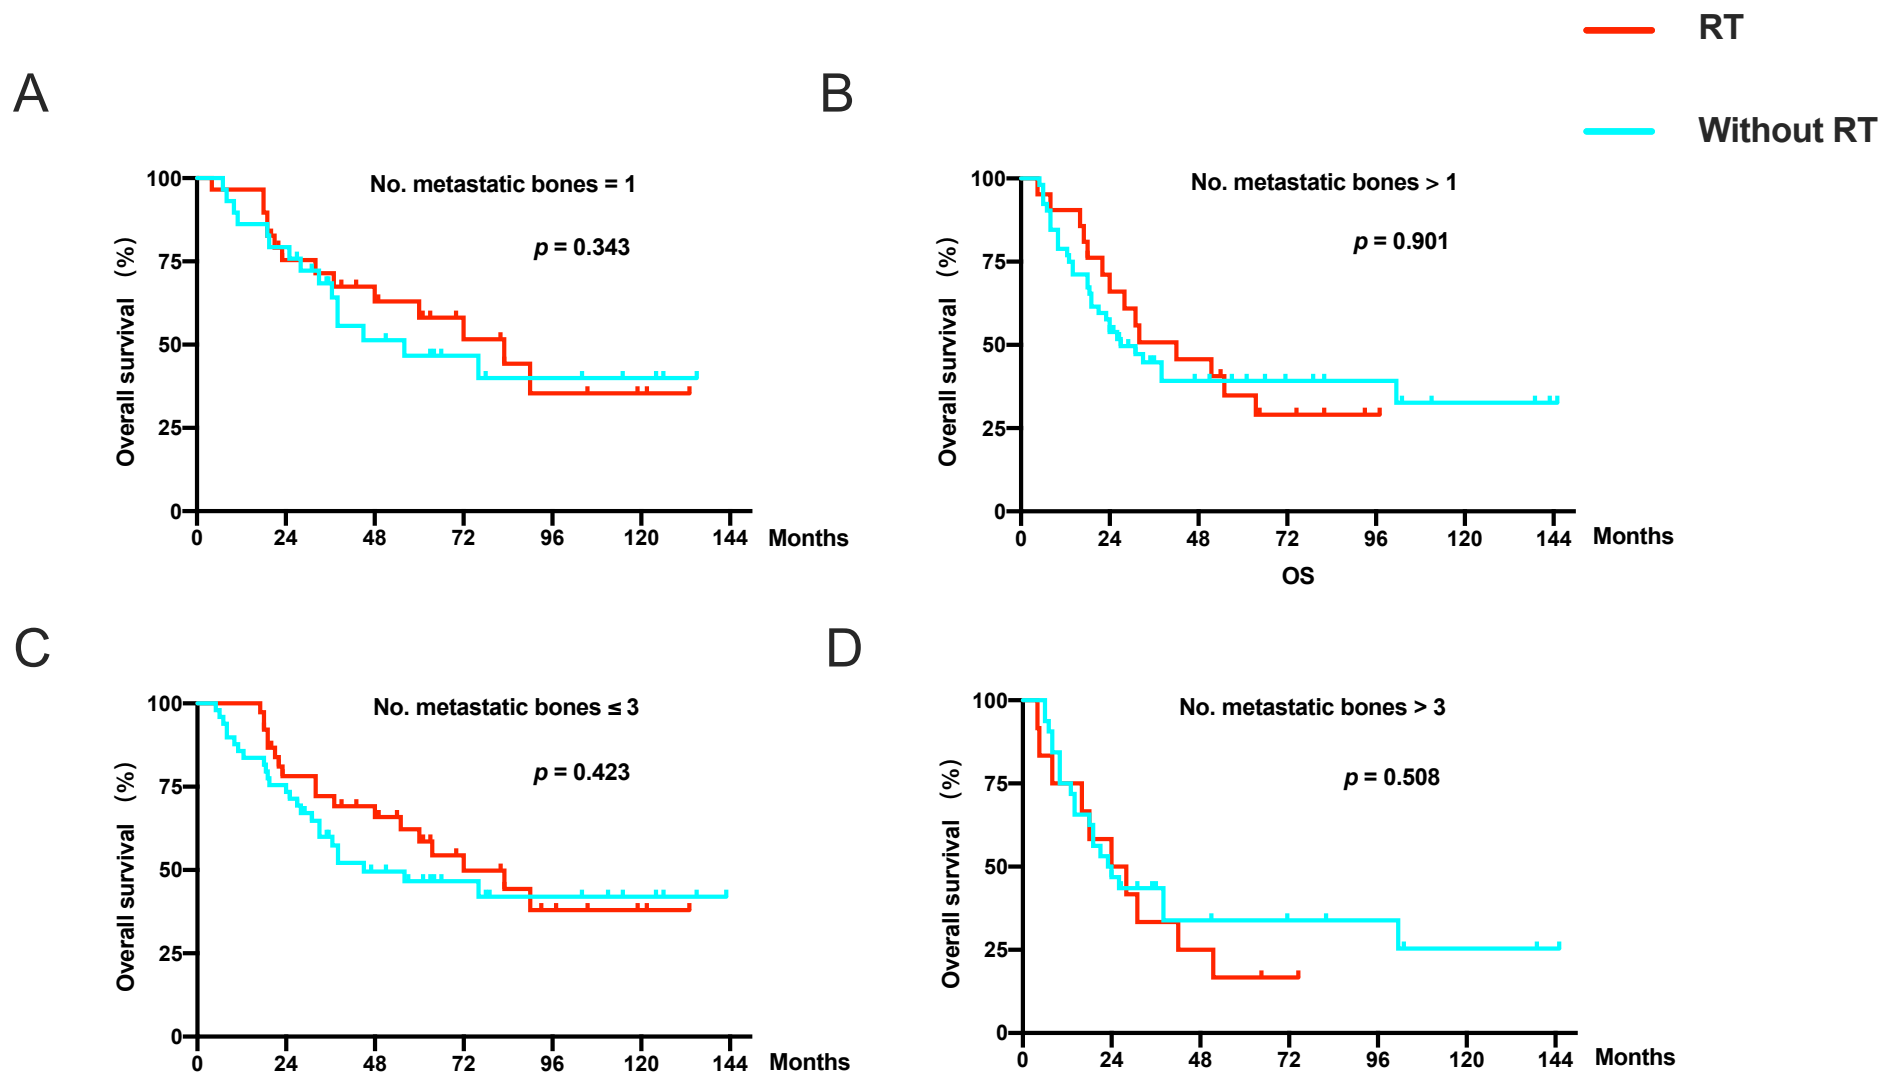 RT
Without RT
A
No. metastatic bones = 1
p = 0.343
Overall survival (%)
100
75
50
25
0
0 24 48 72 96 120 144 Months
B
No. metastatic bones > 1
p = 0.901
Overall survival (%)
100
75
50
25
0
0 24 48 72 96 120 144 Months
OS
C
No. metastatic bones ≤ 3
p = 0.423
Overall survival (%)
100
75
50
25
0
0 24 48 72 96 120 144 Months
D
No. metastatic bones > 3
p = 0.508
Overall survival (%)
100
75
50
25
0
0 24 48 72 96 120 144 Months